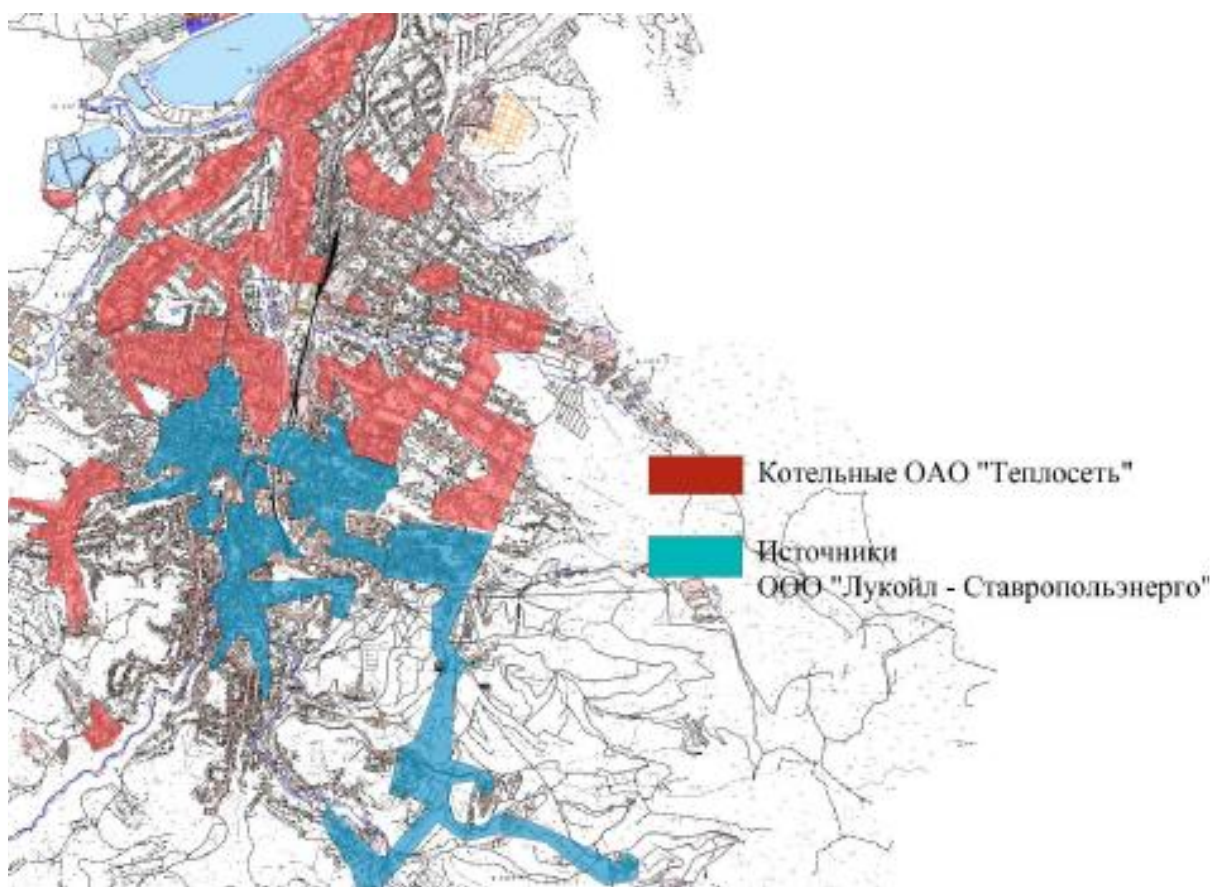 Котельные ОАО "Теплосеть"
Источники
ООО "Лукойл - Ставропольэнерго"